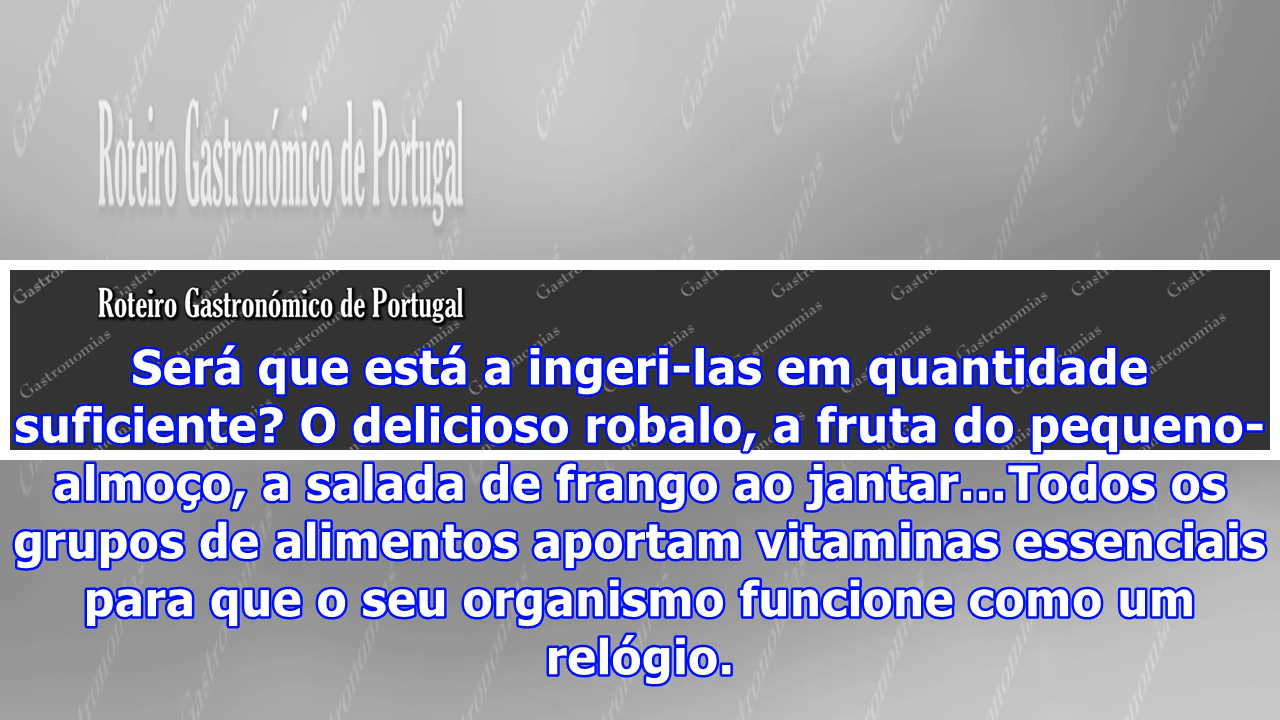 Roteiro Gastronómico de Portugal
Roteiro Gastronómico de Portugal
Será que está a ingeri-las em quantidade
suficiente? O delicioso robalo, a fruta do pequeno-
almoço, a salada de frango ao jantar...Todos os
grupos de alimentos aportam vitaminas essenciais
para que o seu organismo funcione como um
relógio.